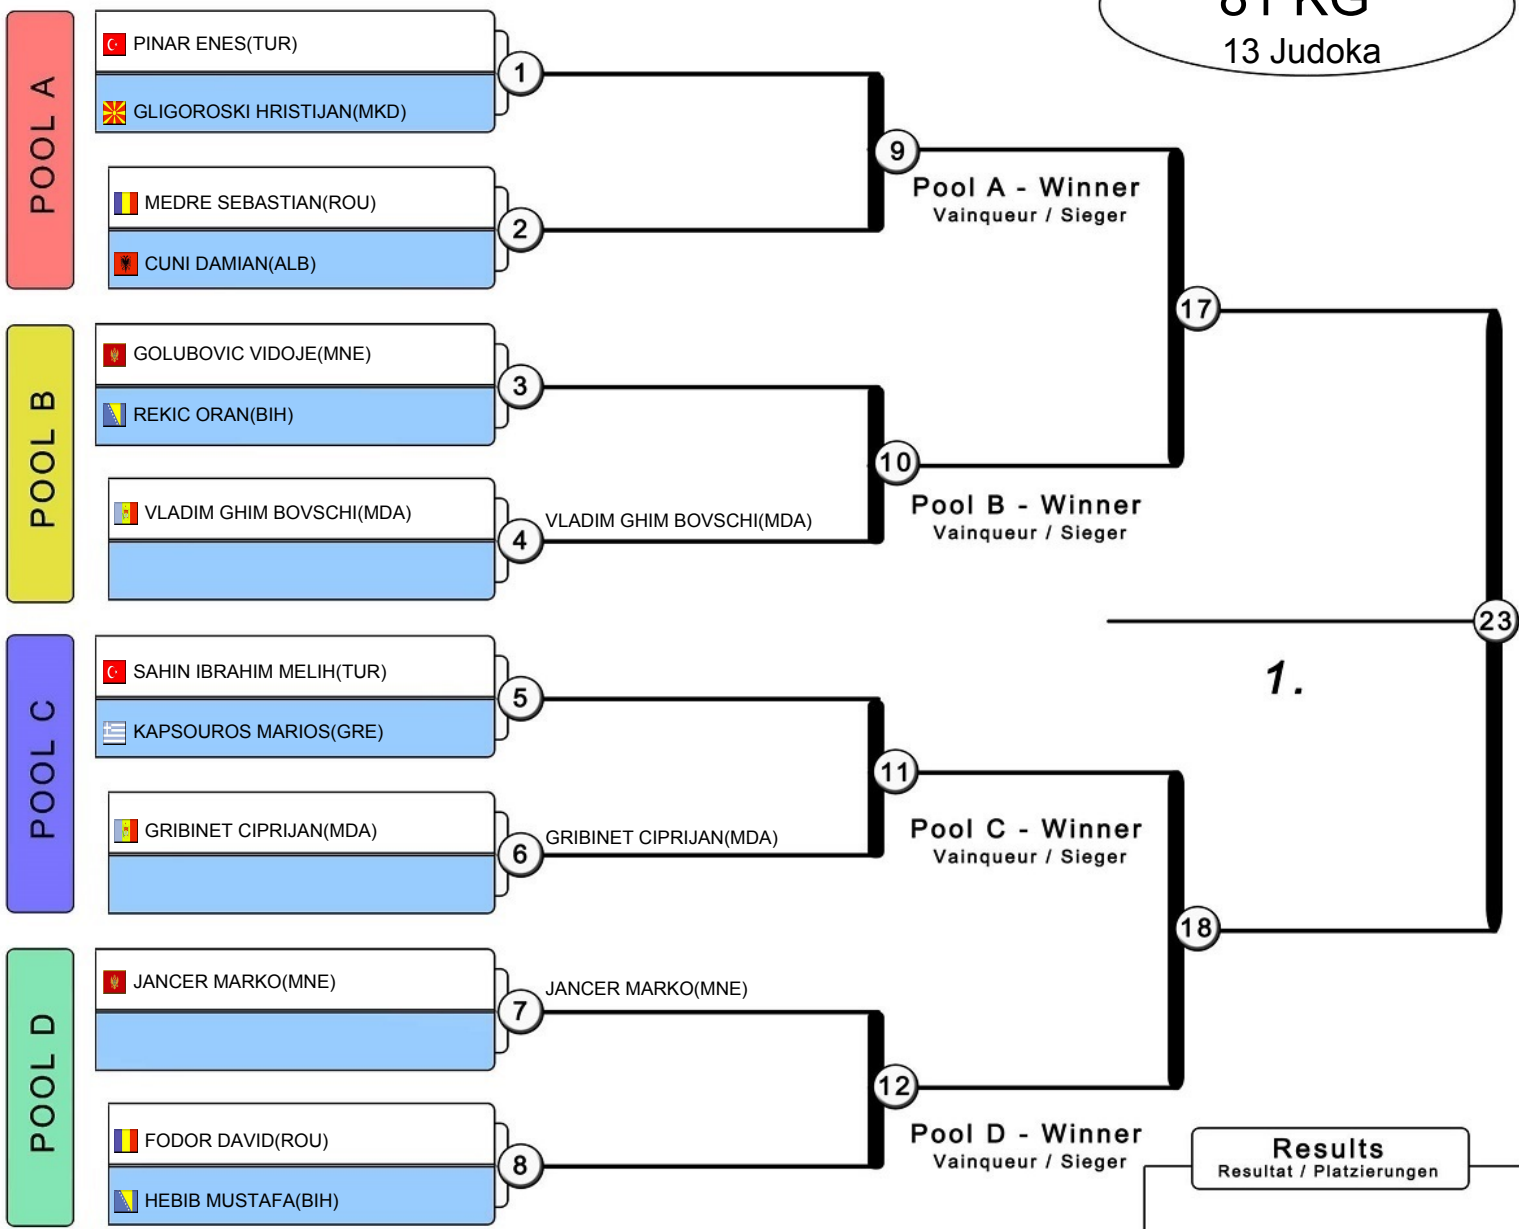 81 KG
13 Judoka
POOL A
PINAR ENES(TUR)
GLIGOROSKI HRISTIJAN(MKD)
1
MEDRE SEBASTIAN(ROU)
CUNI DAMIAN(ALB)
2
9
Pool A - Winner
Vainqueur / Sieger
17
POOL B
GOLUBOVIC VIDOJE(MNE)
REKIC ORAN(BIH)
3
VLADIM GHIM BOVSCHI(MDA)
4
VLADIM GHIM BOVSCHI(MDA)
10
Pool B - Winner
Vainqueur / Sieger
23
1.
POOL C
SAHIN IBRAHIM MELIH(TUR)
KAPSOUROS MARIOS(GRE)
5
GRIBINET CIPRIJAN(MDA)
6
GRIBINET CIPRIJAN(MDA)
11
Pool C - Winner
Vainqueur / Sieger
18
POOL D
JANCER MARKO(MNE)
7
JANCER MARKO(MNE)
FODOR DAVID(ROU)
HEBIB MUSTAFA(BIH)
8
12
Pool D - Winner
Vainqueur / Sieger
Results
Resultat / Platzierungen